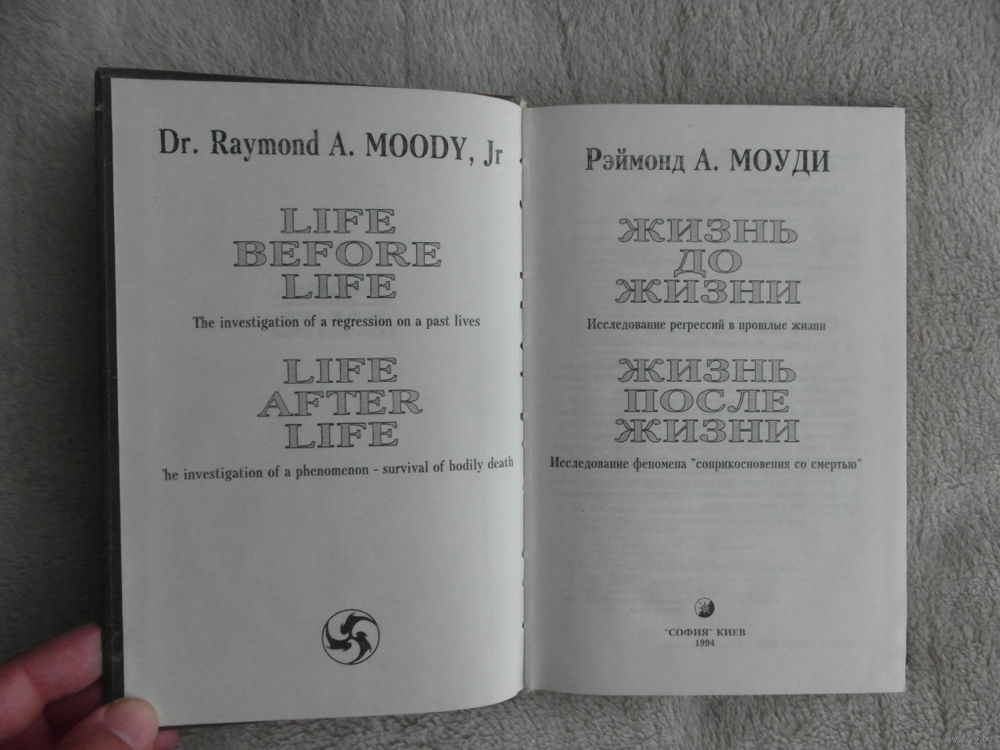 Dr. Raymond A. MOODY, Jr
LIFE
BEFORE
LIFE
The investigation of a regression on a past lives
LIFE
AFTER
LIFE
he investigation of a phenomenon - survival of bodily death
Рэймонд А. МОУДИ
ЖИЗНЬ
ДО
ЖИЗНИ
Исследование регрессий в прошлые жизни
ЖИЗНЬ
ПОСЛЕ
ЖИЗНИ
Исследование феномена "соприкосновения со смертью"
"СОФИЯ" КИЕВ
1994